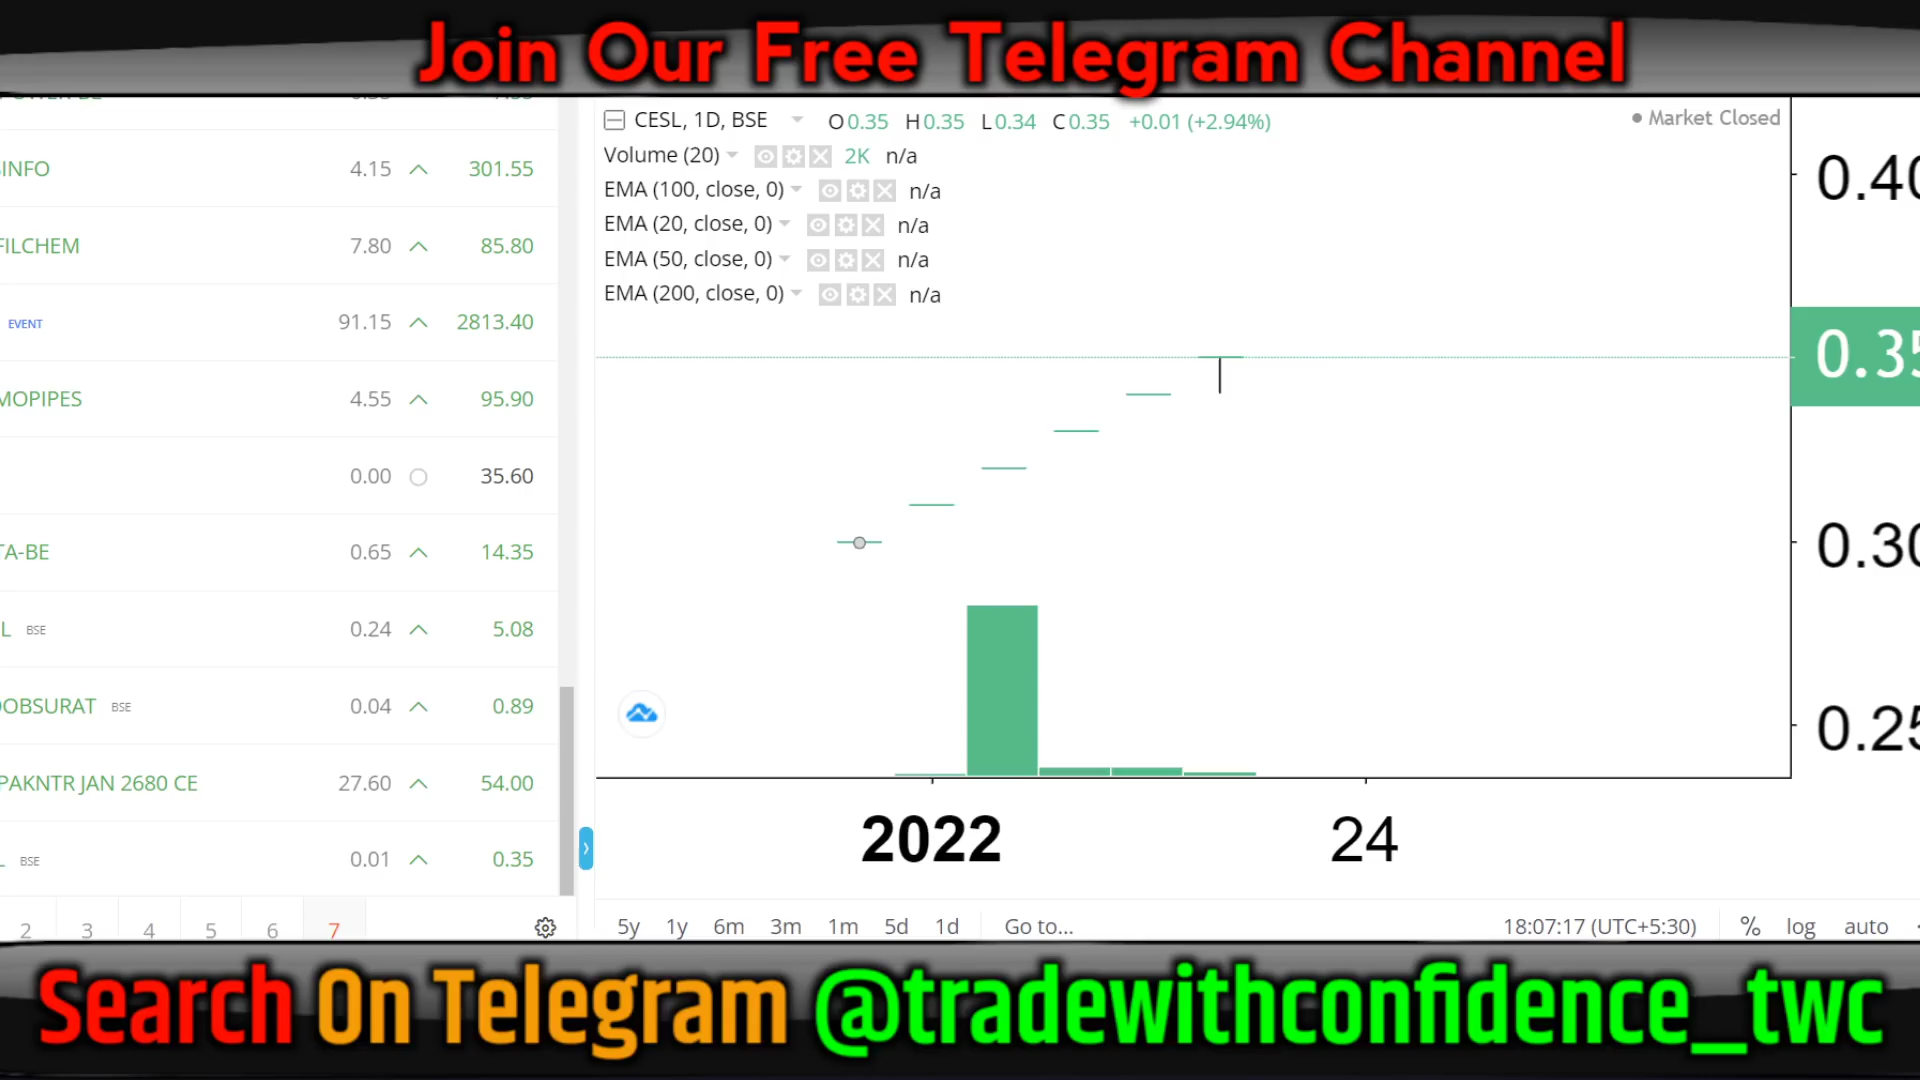 Join Our Free Telegram Channel
INFO 4.15 301.55
FILCHEM 7.80 85.80
EVENT 91.15 2813.40
MOPIPES 4.55 95.90
0.00 35.60
TA-BE 0.65 14.35
L BSE 0.24 5.08
OOBSURAT BSE 0.04 0.89
PAKNTR JAN 2680 CE 27.60 54.00
BSE 0.01 0.35
2 3 4 5 6 7
CESL, 1D, BSE O0.35 H0.35 L0.34 C0.35 +0.01 (+2.94%)
Market Closed
Volume (20) 2K n/a
EMA (100, close, 0) n/a
EMA (20, close, 0) n/a
EMA (50, close, 0) n/a
EMA (200, close, 0) n/a
0.40
0.35
0.30
0.25
2022 24
5y 1y 6m 3m 1m 5d 1d Go to... 18:07:17 (UTC+5:30) % log auto
Search On Telegram @tradewithconfidence_twc